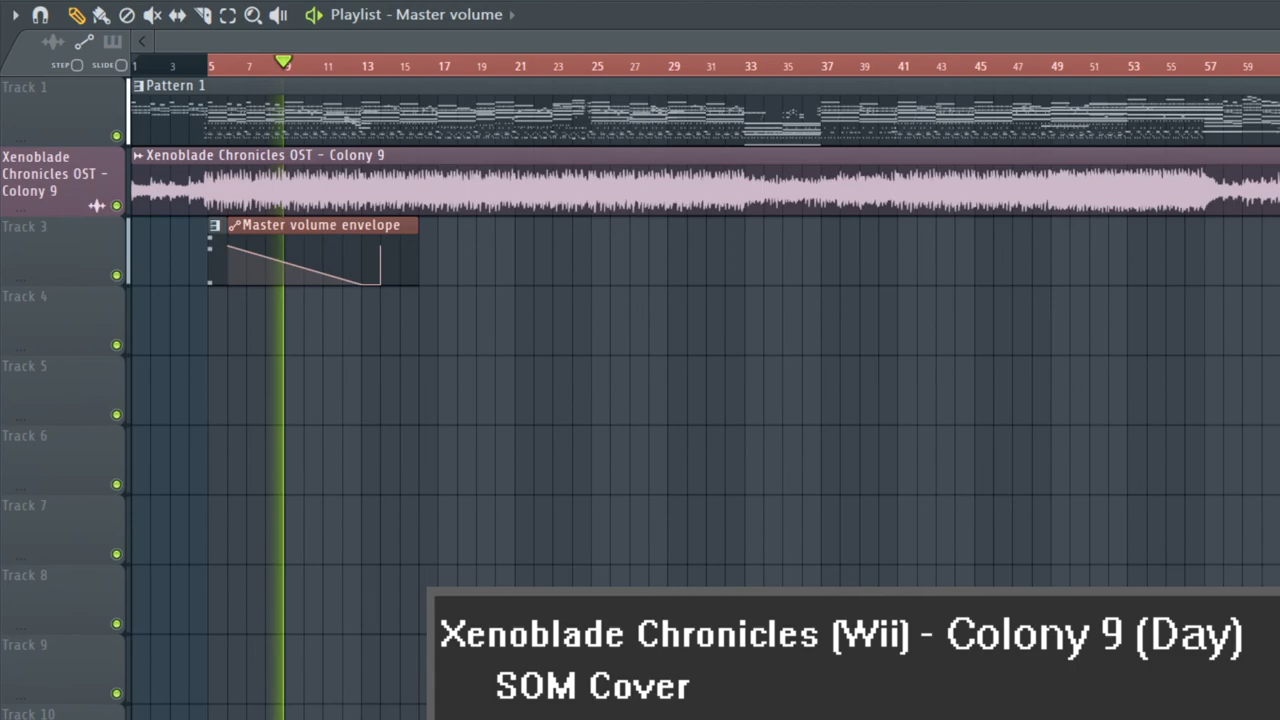 Playlist - Master volume
STEP SLIDE
1 3 5 7 9 11 13 15 17 19 21 23 25 27 29 31 33 35 37 39 41 43 45 47 49 51 53 55 57 59
Track 1
Pattern 1
Xenoblade
Chronicles OST -
Colony 9
Xenoblade Chronicles OST - Colony 9
Track 3
Master volume envelope
Track 4
Track 5
Track 6
Track 7
Track 8
Track 9
Track 10
Xenoblade Chronicles (Wii) - Colony 9 (Day)
SOM Cover